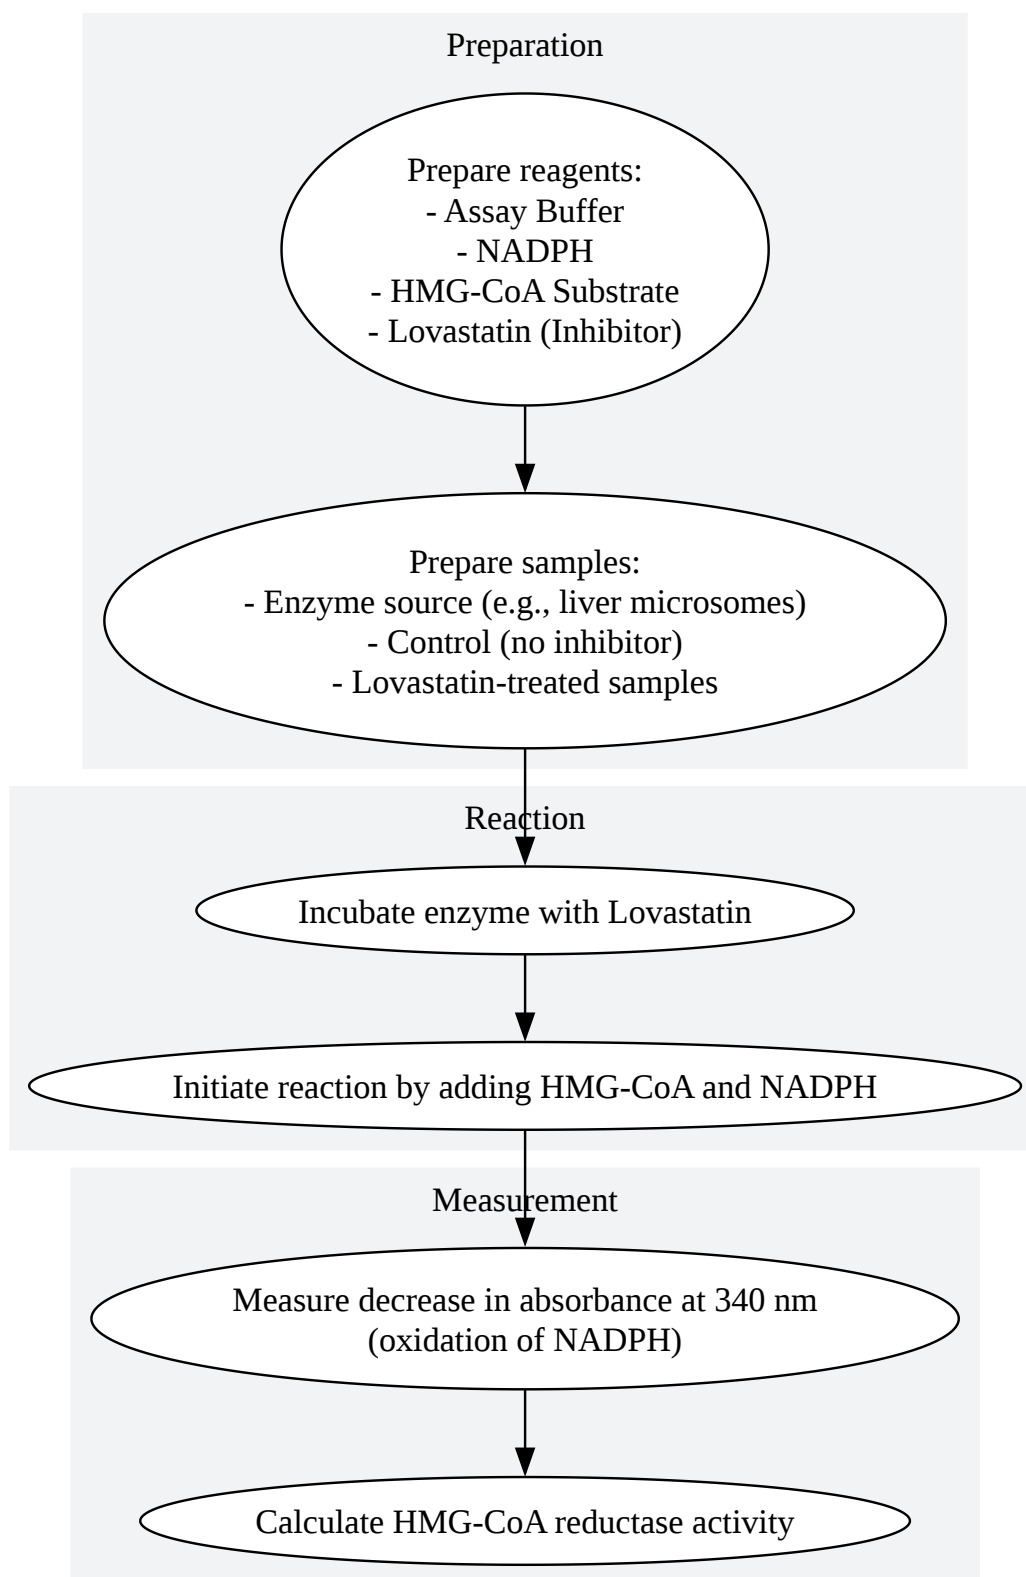 Preparation
Prepare reagents:
- Assay Buffer
- NADPH
- HMG-CoA Substrate
- Lovastatin (Inhibitor)
Prepare samples:
- Enzyme source (e.g., liver microsomes)
- Control (no inhibitor)
- Lovastatin-treated samples
Reaction
Incubate enzyme with Lovastatin
Initiate reaction by adding HMG-CoA and NADPH
Measurement
Measure decrease in absorbance at 340 nm
(oxidation of NADPH)
Calculate HMG-CoA reductase activity